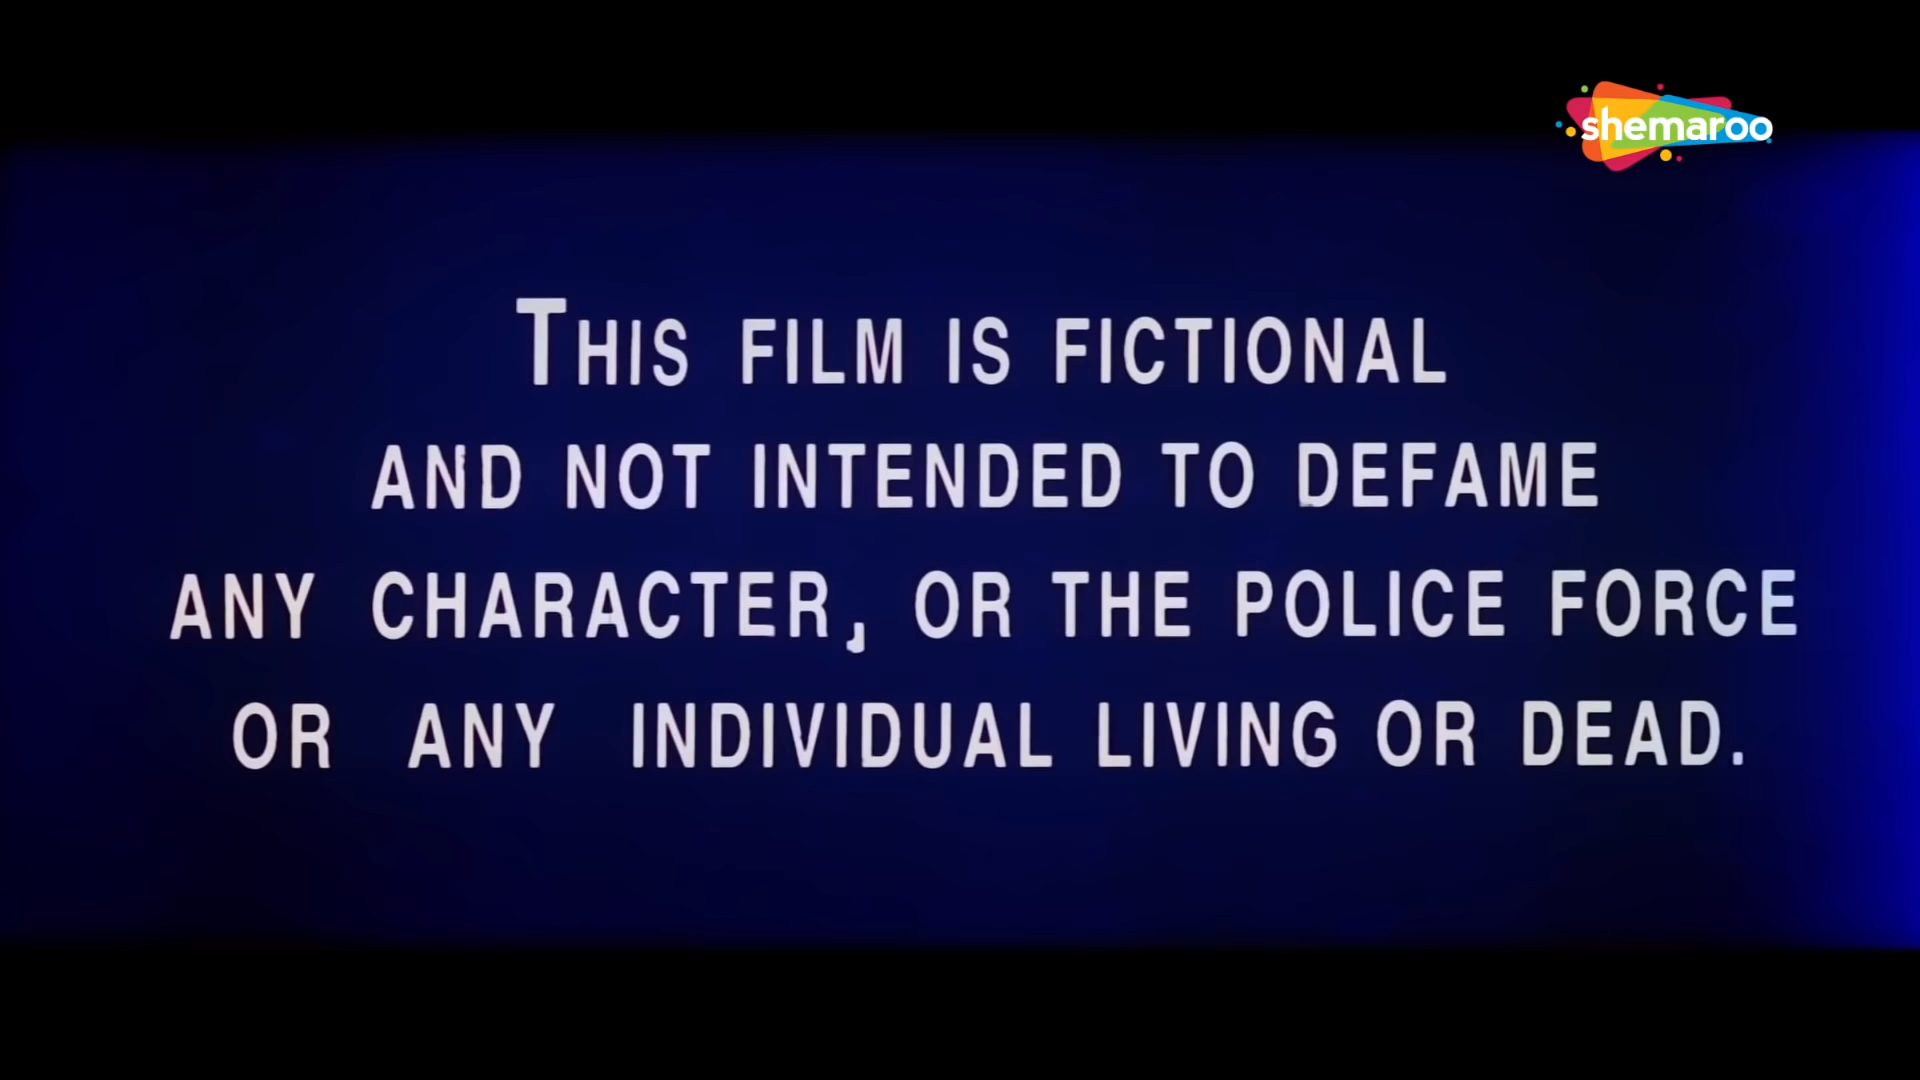 shemaroo
THIS FILM IS FICTIONAL
AND NOT INTENDED TO DEFAME
ANY CHARACTER, OR THE POLICE FORCE
OR ANY INDIVIDUAL LIVING OR DEAD.